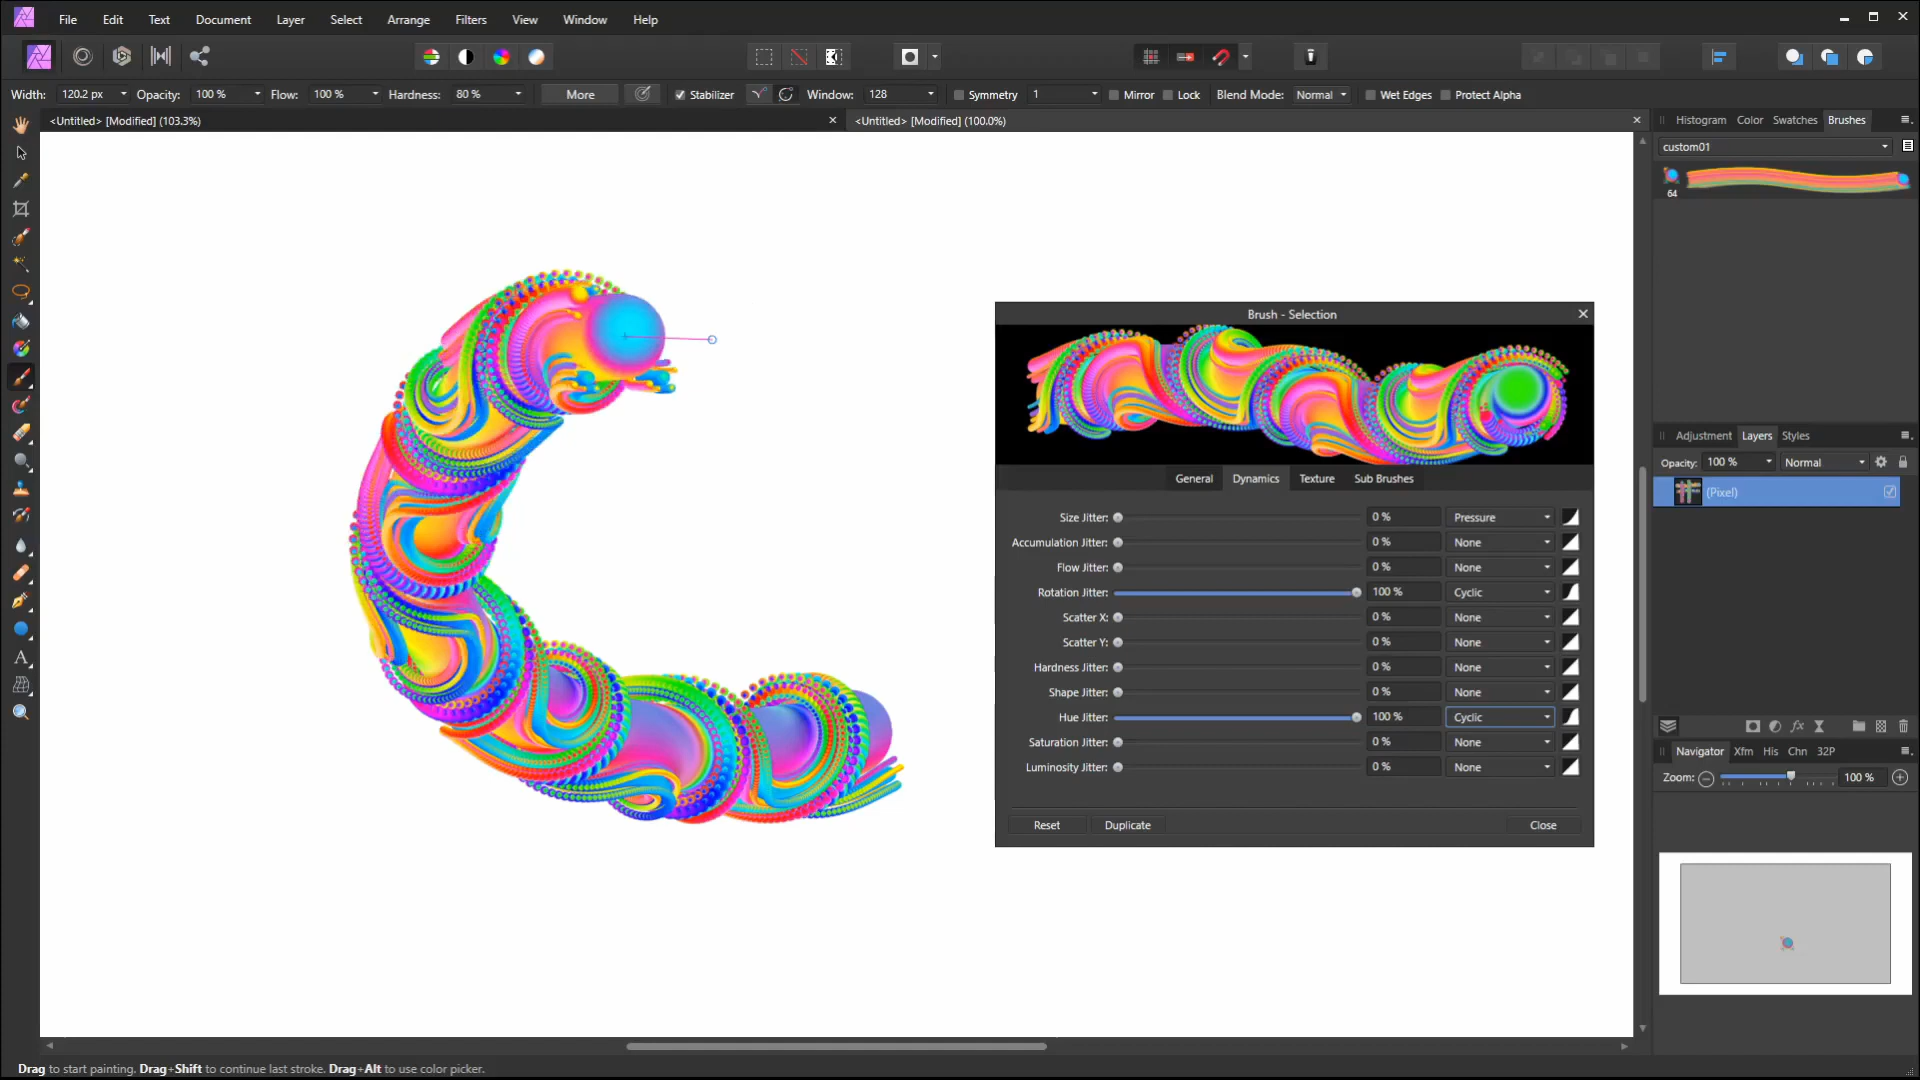 File Edit Text Document Layer Select Arrange Filters View Window Help
Width: 120.2 px Opacity: 100 % Flow: 100 % Hardness: 80 % More Stabilizer Window: 128 Symmetry 1 Mirror Lock Blend Mode: Normal Wet Edges Protect Alpha
<Untitled> [Modified] (103.3%)
<Untitled> [Modified] (100.0%)
Histogram Color Swatches Brushes
custom01
64
Brush - Selection
General Dynamics Texture Sub Brushes
Size Jitter: 0 % Pressure
Accumulation Jitter: 0 % None
Flow Jitter: 0 % None
Rotation Jitter: 100 % Cyclic
Scatter X: 0 % None
Scatter Y: 0 % None
Hardness Jitter: 0 % None
Shape Jitter: 0 % None
Hue Jitter: 100 % Cyclic
Saturation Jitter: 0 % None
Luminosity Jitter: 0 % None
Reset Duplicate Close
Adjustment Layers Styles
Opacity: 100 % Normal
(Pixel)
Navigator Xfm His Chn 32P
Zoom: 100 %
Drag to start painting. Drag+Shift to continue last stroke. Drag+Alt to use color picker.